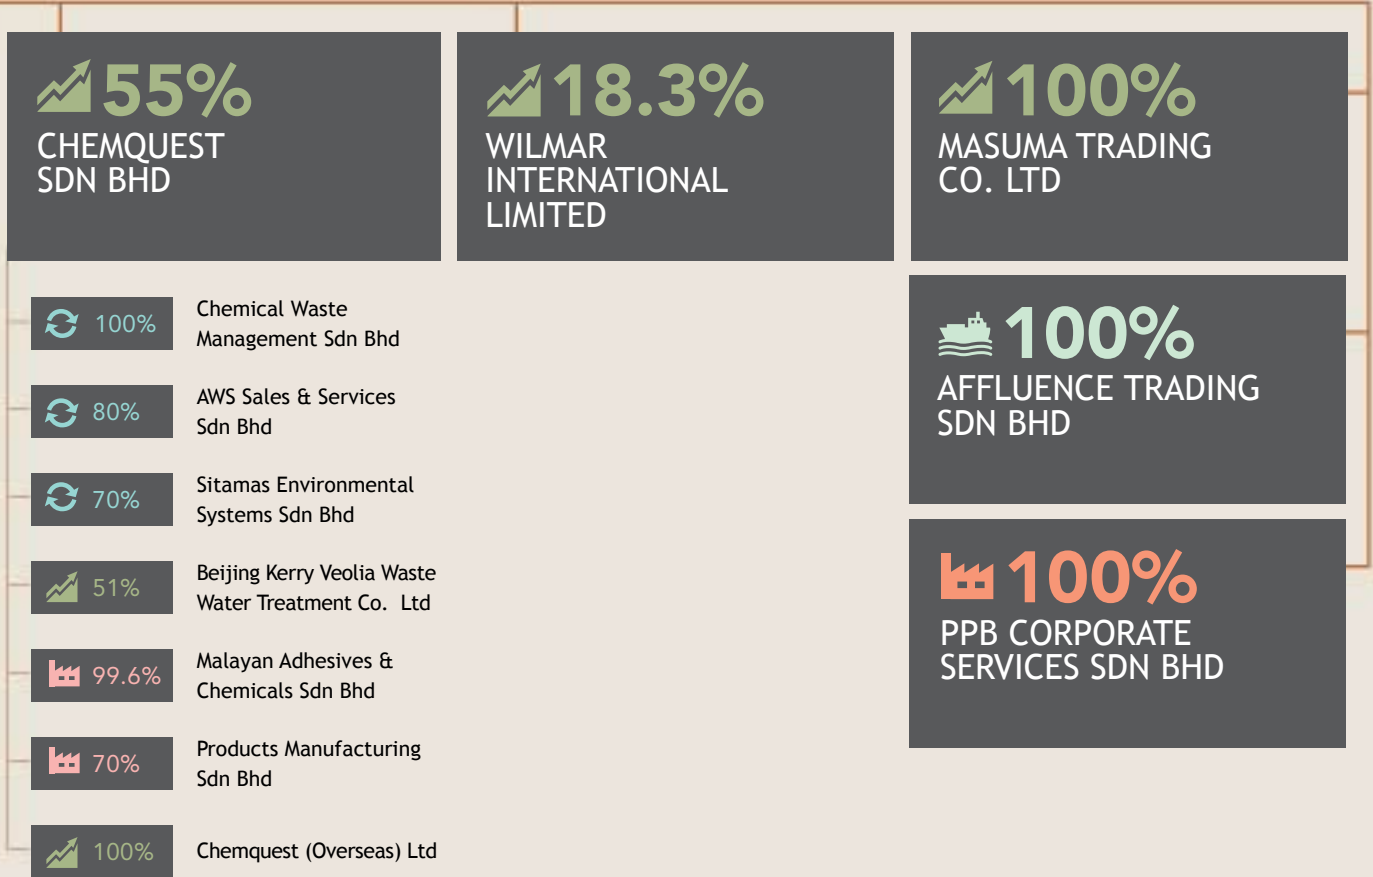 55%
CHEMQUEST
SDN BHD
18.3%
WILMAR
INTERNATIONAL
LIMITED
100%
MASUMA TRADING
CO. LTD
100%
Chemical Waste
Management Sdn Bhd
80%
AWS Sales & Services
Sdn Bhd
70%
Sitamas Environmental
Systems Sdn Bhd
51%
Beijing Kerry Veolia Waste
Water Treatment Co. Ltd
99.6%
Malayan Adhesives &
Chemicals Sdn Bhd
70%
Products Manufacturing
Sdn Bhd
100%
Chemquest (Overseas) Ltd
100%
AFFLUENCE TRADING
SDN BHD
100%
PPB CORPORATE
SERVICES SDN BHD